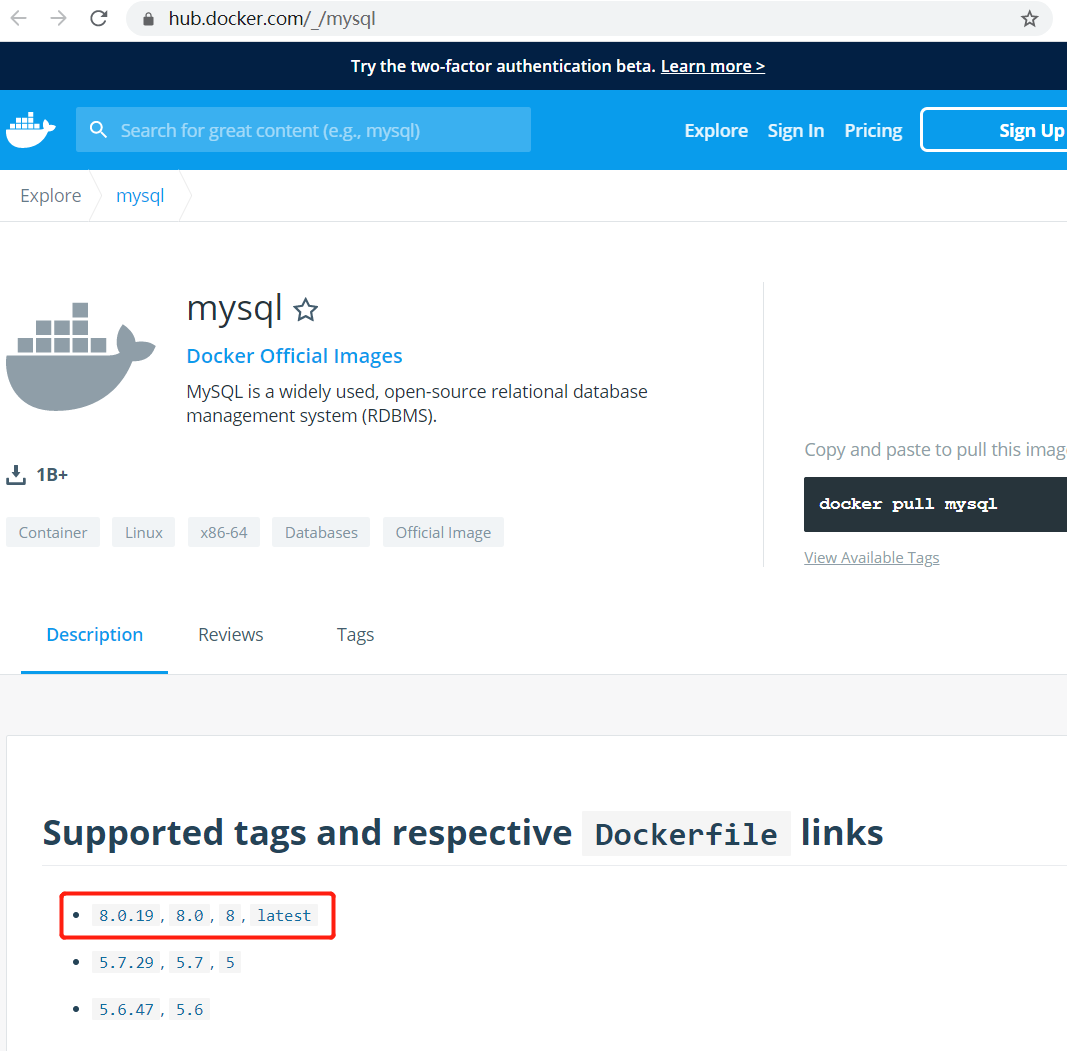 hub.docker.com/_/mysql
Try the two-factor authentication beta. Learn more >
Search for great content (e.g., mysql)
Explore Sign In Pricing Sign Up
Explore mysql
mysql
Docker Official Images
MySQL is a widely used, open-source relational database
management system (RDBMS).
Copy and paste to pull this imag
1B+
docker pull mysql
Container Linux x86-64 Databases Official Image
View Available Tags
Description Reviews Tags
Supported tags and respective Dockerfile links
• 8.0.19, 8.0, 8, latest
• 5.7.29, 5.7, 5
• 5.6.47, 5.6